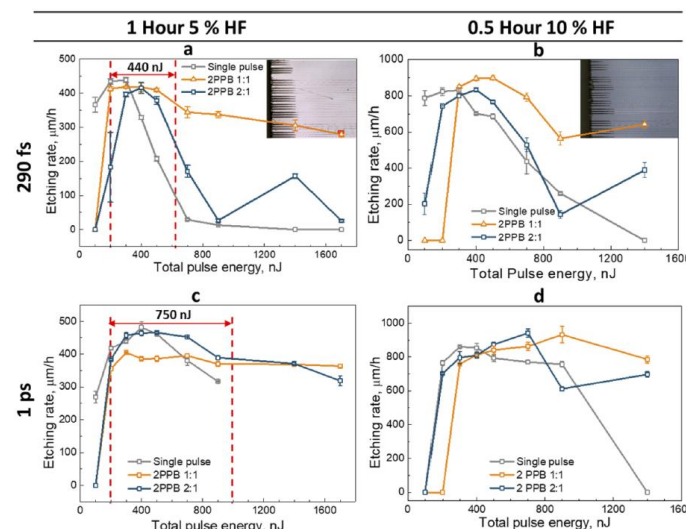 1 Hour 5 % HF
0.5 Hour 10 % HF
290 fs
1 ps
a
500
400
300
200
100
0
Etching rate, μm/h
440 nJ
Single pulse
2PPB 1:1
2PPB 2:1
0 400 800 1200 1600
Total pulse energy, nJ
b
1000
800
600
400
200
0
Etching rate, μm/h
Single pulse
2PPB 1:1
2PPB 2:1
0 400 800 1200 1600
Total Pulse energy, nJ
c
500
400
300
200
100
0
Etching rate, μm/h
750 nJ
Single pulse
2PPB 1:1
2PPB 2:1
0 400 800 1200 1600
Total pulse energy, nJ
d
1000
800
600
400
200
0
Etching rate, μm/h
Single pulse
2 PPB 1:1
2 PPB 2:1
0 400 800 1200 1600
Total pulse energy, nJ